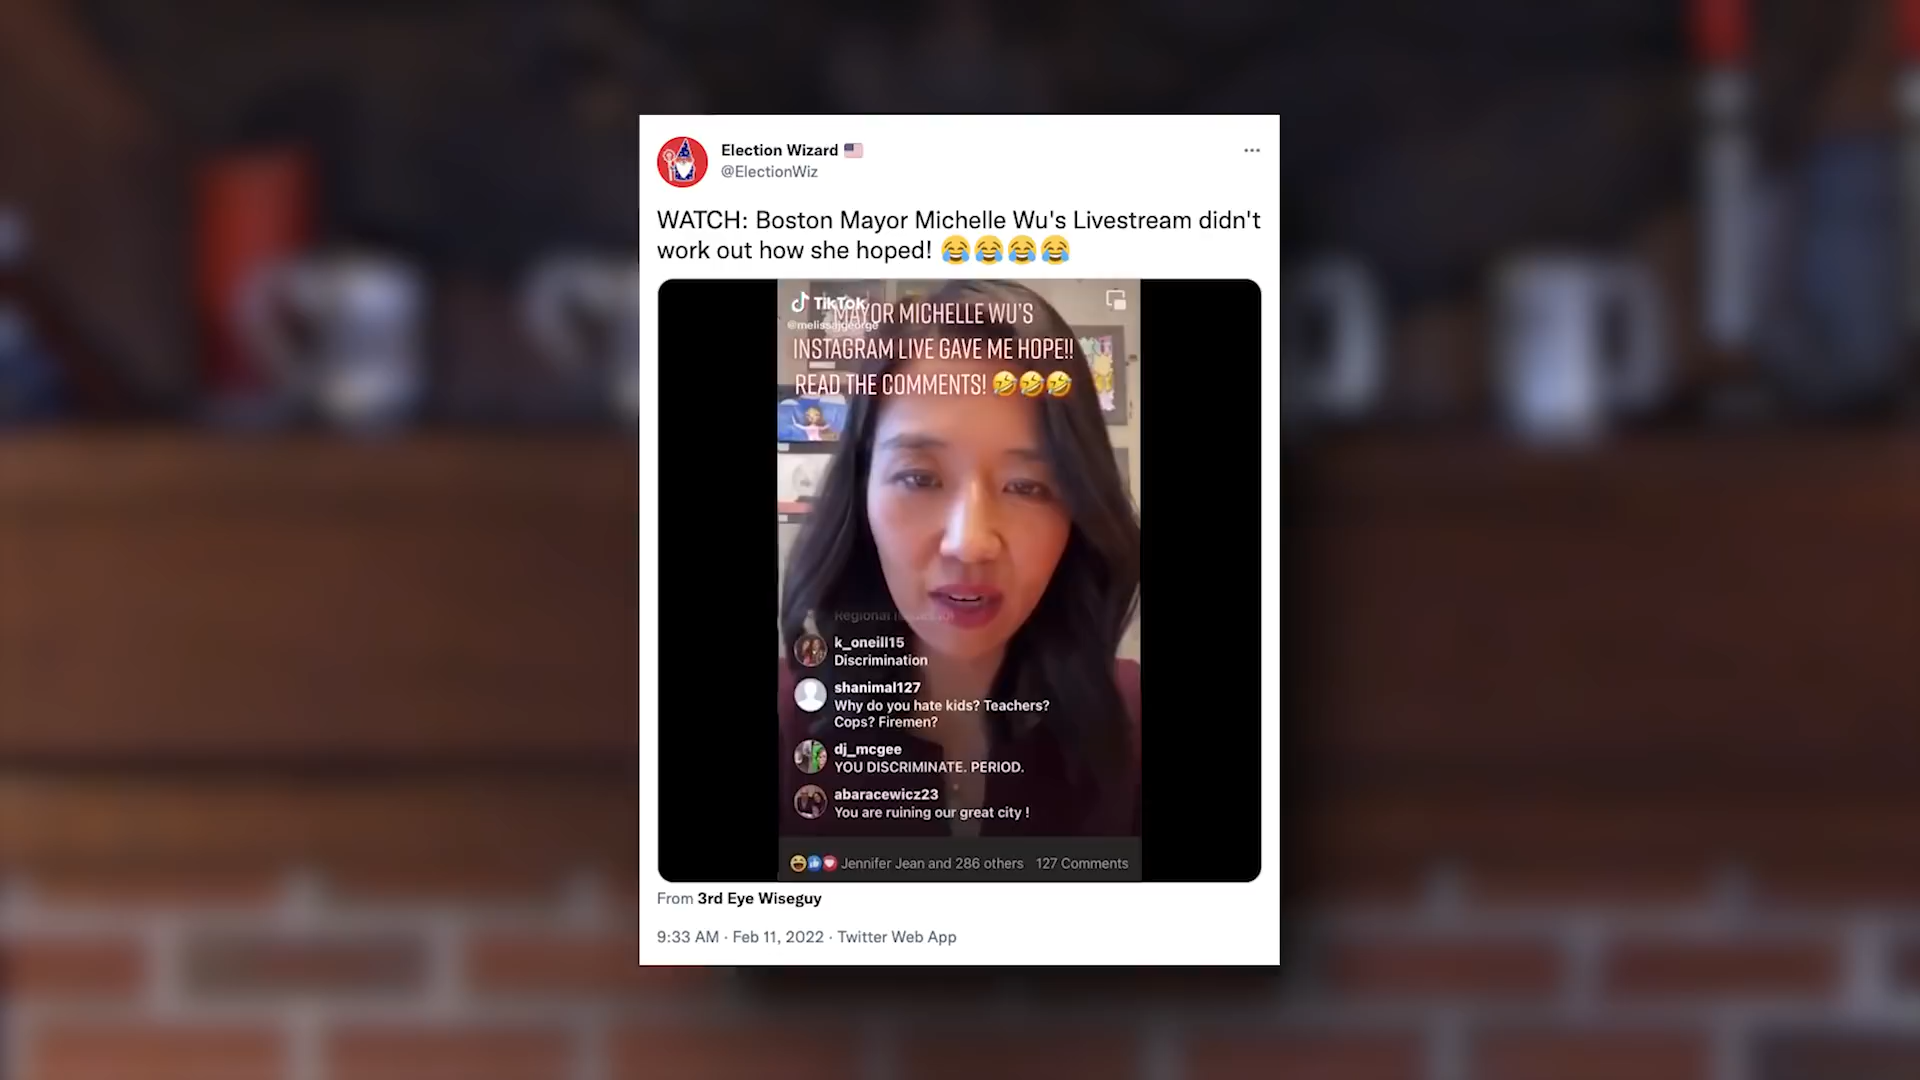 Election Wizard 🇺🇸
@ElectionWiz
WATCH: Boston Mayor Michelle Wu's Livestream didn't
work out how she hoped! 😂😂😂😂
TikTok
@melissajgeorge
MAYOR MICHELLE WU'S
INSTAGRAM LIVE GAVE ME HOPE!!
READ THE COMMENTS! 🤣🤣🤣
Regional
k_oneill15
Discrimination
shanimal127
Why do you hate kids? Teachers?
Cops? Firemen?
dj_mcgee
YOU DISCRIMINATE. PERIOD.
abaracewicz23
You are ruining our great city !
Jennifer Jean and 286 others 127 Comments
From 3rd Eye Wiseguy
9:33 AM · Feb 11, 2022 · Twitter Web App